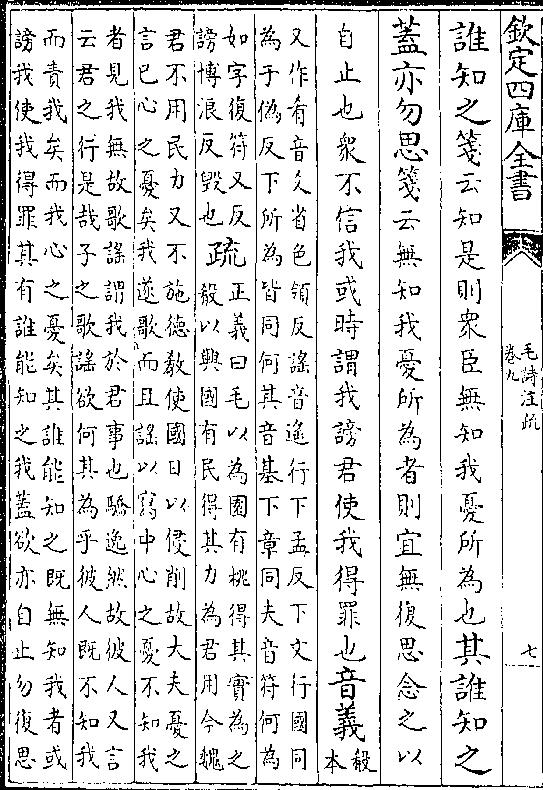 欽定四庫全書
毛詩注疏
卷九
七
誰知之箋云知是則衆臣無知我憂所為也其誰知之
蓋亦勿思箋云無知我憂所為者則宜無復思念之以
自止也衆不信我或時謂我謗君使我得罪也音義殽
本
又作肴音爻省色領反謠音遙行下孟反下文行國同
為于偽反下所為皆同何其音基下章同夫音符何為
如字復符又反
謗博浪反毀也
疏
正義曰毛以為園有桃得其實為之
殽以興國有民得其力為君用今魏
君不用民力又不施德教使國日以侵削故大夫憂之
言已心之憂矣我遂歌而且謠以寫中心之憂不知我
者見我無故歌謠謂我於君事也驕逸然故彼人又言
云君之行是哉子之歌謠欲何其為乎彼人既不知我
而責我矣而我心之憂矣其誰能知之既無知我者或
謗我使我得罪其有誰能知之我蓋欲亦自止勿復思